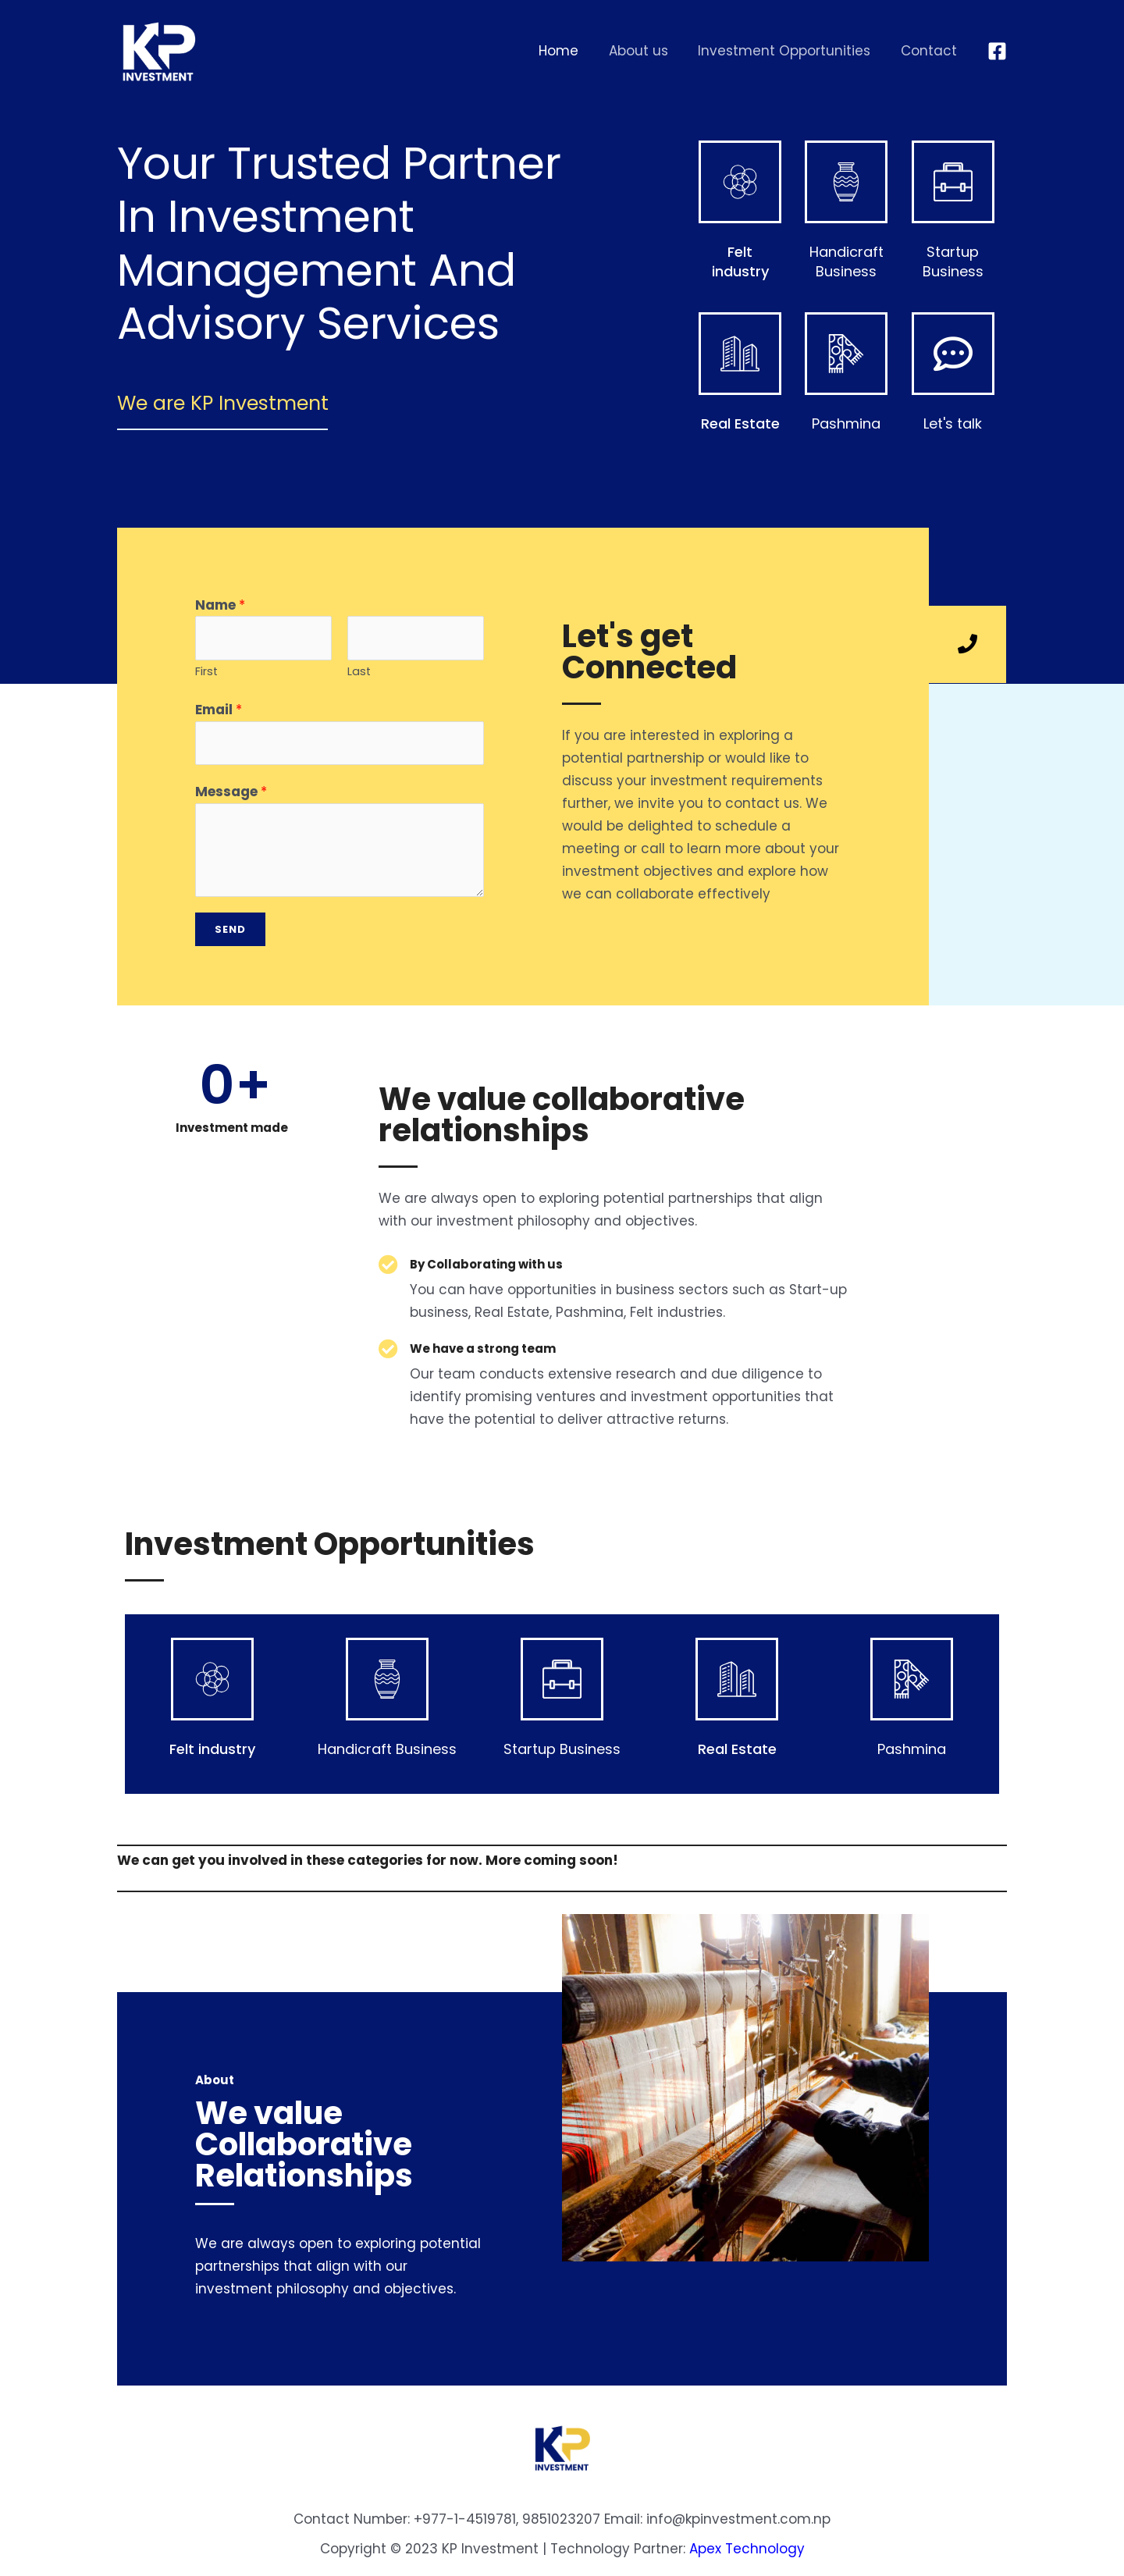 KP
INVESTMENT
Home
About us
Investment Opportunities
Contact
Your Trusted Partner
In Investment
Management And
Advisory Services
We are KP Investment
Felt
industry
Handicraft
Business
Startup
Business
Real Estate
Pashmina
Let's talk
Name *
First
Last
Email *
Message *
SEND
Let's get
Connected
If you are interested in exploring a
potential partnership or would like to
discuss your investment requirements
further, we invite you to contact us. We
would be delighted to schedule a
meeting or call to learn more about your
investment objectives and explore how
we can collaborate effectively
0+
Investment made
We value collaborative
relationships
We are always open to exploring potential partnerships that align
with our investment philosophy and objectives.
By Collaborating with us
You can have opportunities in business sectors such as Start-up
business, Real Estate, Pashmina, Felt industries.
We have a strong team
Our team conducts extensive research and due diligence to
identify promising ventures and investment opportunities that
have the potential to deliver attractive returns.
Investment Opportunities
Felt industry
Handicraft Business
Startup Business
Real Estate
Pashmina
We can get you involved in these categories for now. More coming soon!
About
We value
Collaborative
Relationships
We are always open to exploring potential
partnerships that align with our
investment philosophy and objectives.
KP
INVESTMENT
Contact Number: +977-1-4519781, 9851023207 Email: info@kpinvestment.com.np
Copyright © 2023 KP Investment | Technology Partner: Apex Technology